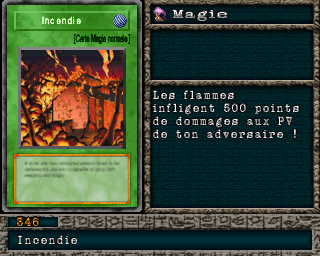 Incendie
[Carte Magie normale]
Magie
Les flammes
infligent 500 points
de dommages aux PV
de ton adversaire !
346
Incendie